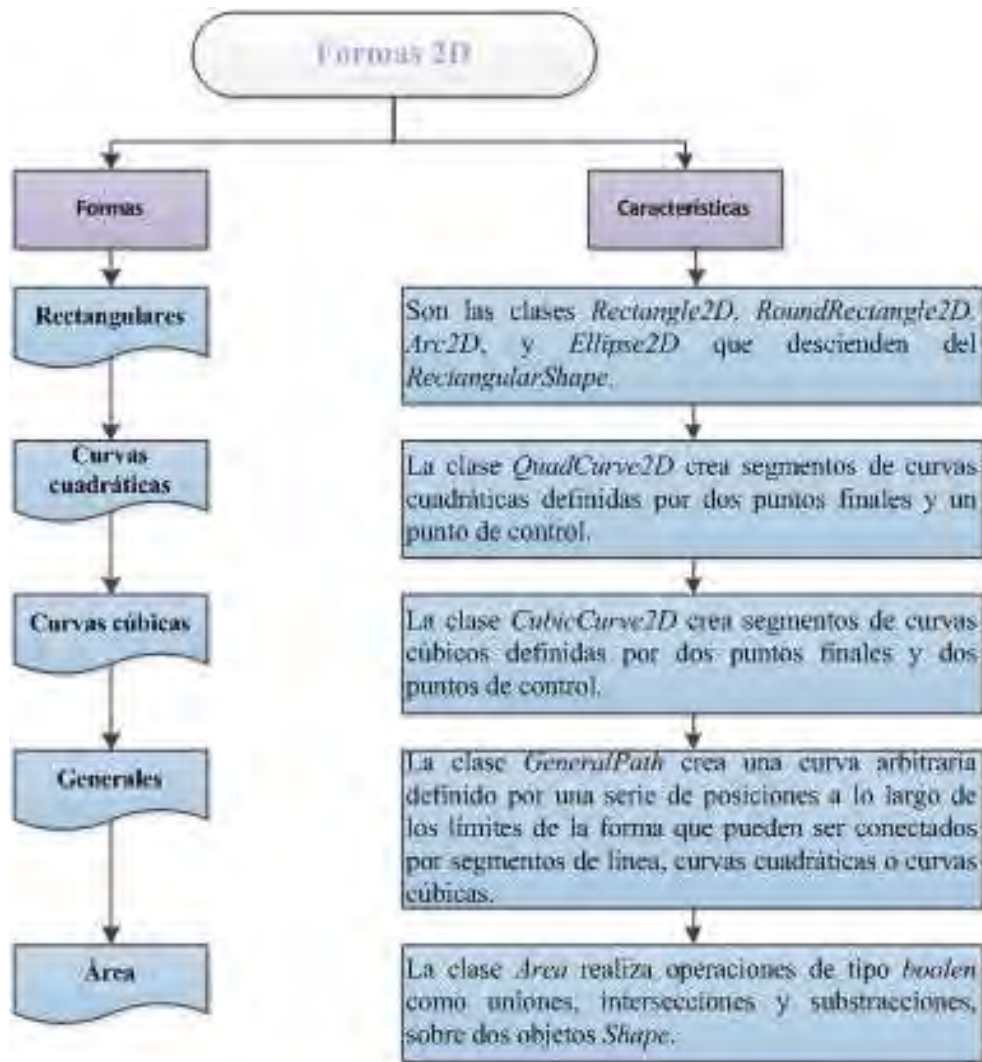 Formas 2D
Formas
Características
Rectangulares
Son las clases Rectangle2D, RoundRectangle2D,
Arc2D, y Ellipse2D que descienden del
RectangularShape.
Curvas
cuadráticas
La clase QuadCurve2D crea segmentos de curvas
cuadráticas definidas por dos puntos finales y un
punto de control.
Curvas cúbicas
La clase CubicCurve2D crea segmentos de curvas
cúbicos definidas por dos puntos finales y dos
puntos de control.
Generales
La clase GeneralPath crea una curva arbitraria
definido por una serie de posiciones a lo largo de
los límites de la forma que pueden ser conectados
por segmentos de línea, curvas cuadráticas o curvas
cúbicas.
Área
La clase Area realiza operaciones de tipo boolen
como uniones, intersecciones y substracciones,
sobre dos objetos Shape.